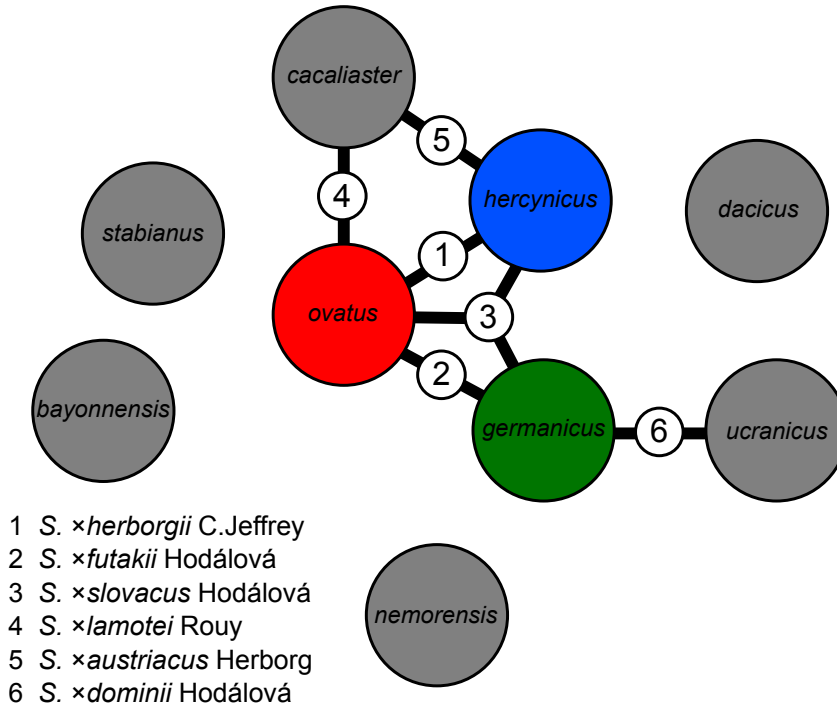 cacaliaster
5
hercynicus
4
stabianus
dacicus
1
ovatus
3
2
bayonnensis
germanicus
6
ucranicus
1 S. ×herborgii C.Jeffrey
2 S. ×futakii Hodálová
3 S. ×slovacus Hodálová
4 S. ×lamotei Rouy
5 S. ×austriacus Herborg
6 S. ×dominii Hodálová
nemorensis